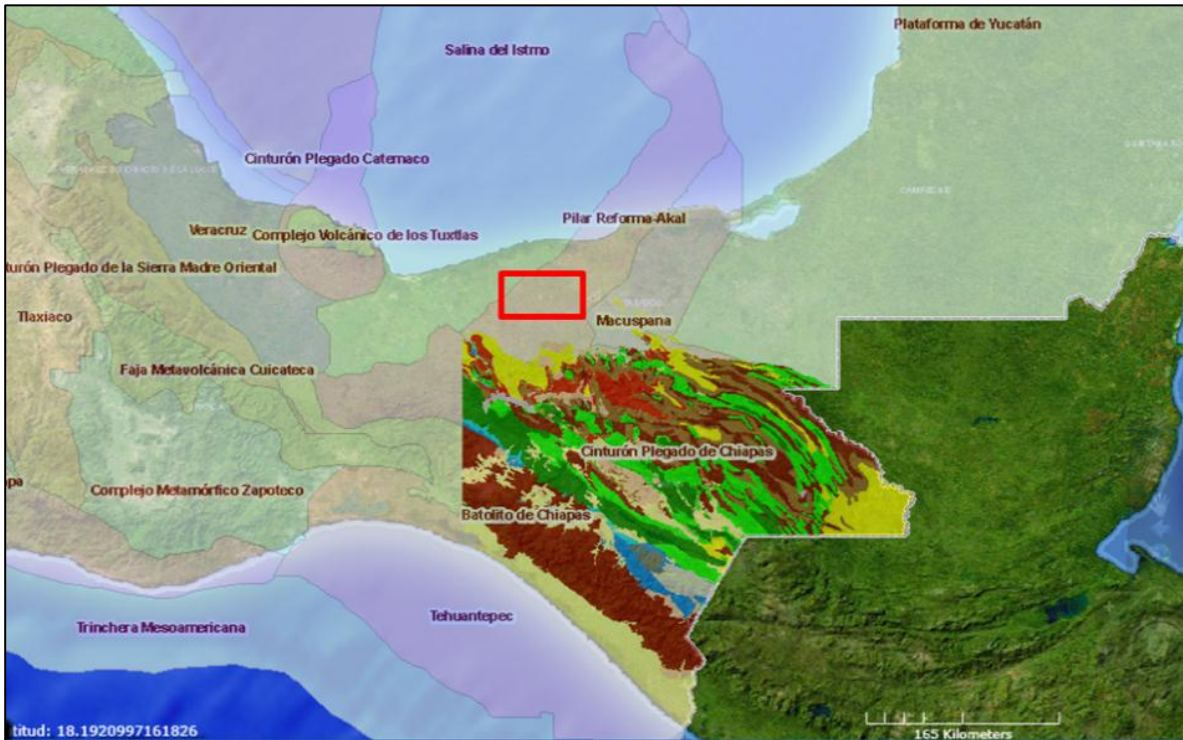 Plataforma de Yucatán
Salina del Istmo
Cinturón Plegado Catemaco
CAMPECHE
Pilar Reforma-Akal
Veracruz
Complejo Volcánico de los Tuxtlas
turón Plegado de la Sierra Madre Oriental
TABASCO
Tlaxiaco
Macuspana
Faja Metavolcánica Cuicateca
Cinturón Plegado de Chiapas
pa
Complejo Metamórfico Zapoteco
Batolito de Chiapas
Tehuantepec
Trinchera Mesoamericana
titud: 18.1920997161826
165 Kilometers